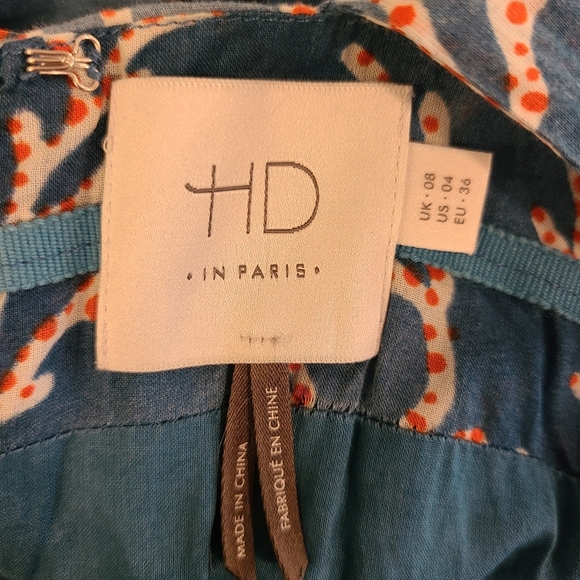 HD
• IN PARIS •
UK • 08
US • 04
EU • 36
MADE IN CHINA
FABRIQUÉ EN CHINE